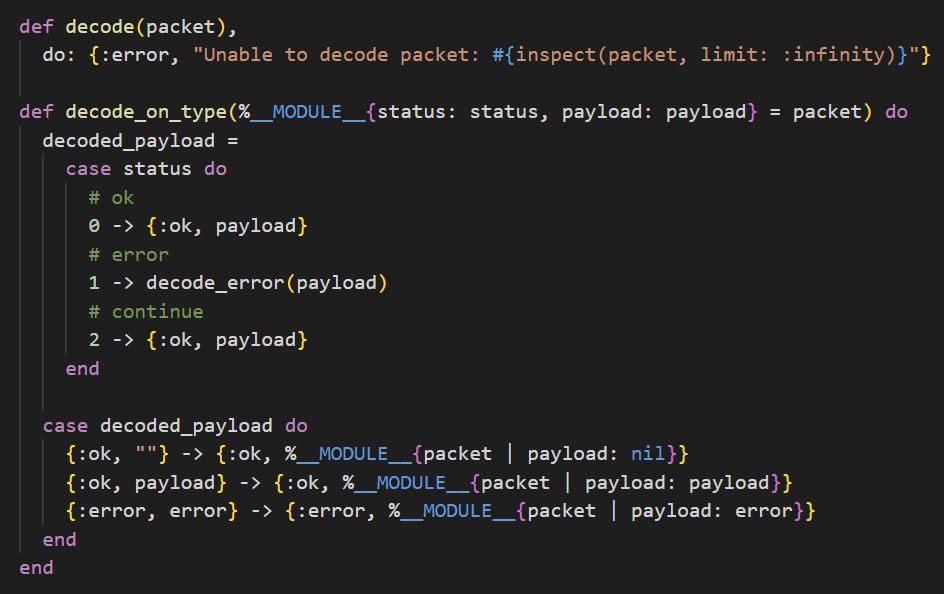 def decode(packet),
  do: {:error, "Unable to decode packet: #{inspect(packet, limit: :infinity)}"}

def decode_on_type(%__MODULE__{status: status, payload: payload} = packet) do
  decoded_payload =
    case status do
      # ok
      0 -> {:ok, payload}
      # error
      1 -> decode_error(payload)
      # continue
      2 -> {:ok, payload}
    end

  case decoded_payload do
    {:ok, ""} -> {:ok, %__MODULE__{packet | payload: nil}}
    {:ok, payload} -> {:ok, %__MODULE__{packet | payload: payload}}
    {:error, error} -> {:error, %__MODULE__{packet | payload: error}}
  end
end